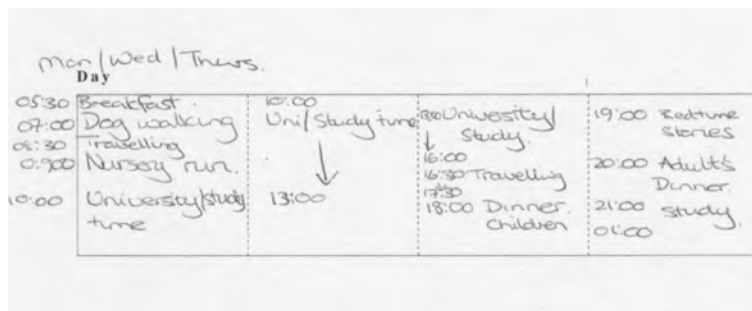 Mon/Wed/Thurs.
Day
05:30 Breakfast.
07:00 Dog walking
08:30 Travelling
0.900 Nursery run.
10:00 University/study
time
10:00
Uni/Study time
13:00
University/
Study.
16:00
16:30 Travelling
17:30
18:00 Dinner.
Children
19:00 Bedtime
stories
20:00 Adults
Dinner.
21:00 Study.
01:00